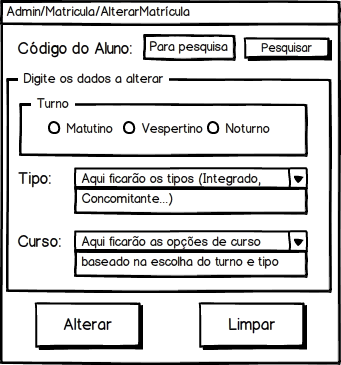 Admin/Matricula/AlterarMatrícula
Código do Aluno: Para pesquisa Pesquisar
Digite os dados a alterar
Turno
Matutino Vespertino Noturno
Tipo: Aqui ficarão os tipos (Integrado,
Concomitante...)
Curso: Aqui ficarão as opções de curso
baseado na escolha do turno e tipo
Alterar Limpar